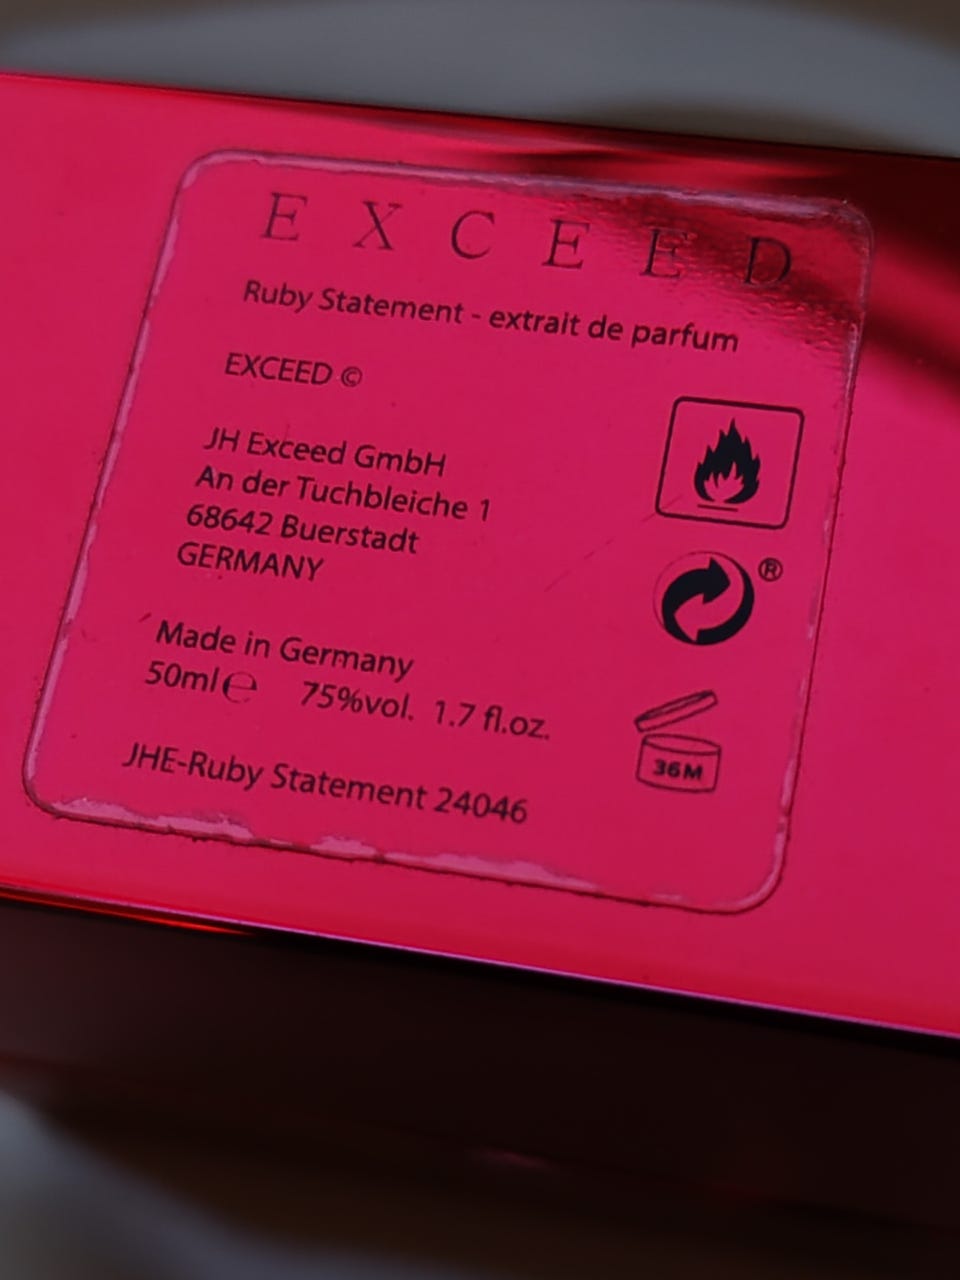 EXCEED
Ruby Statement - extrait de parfum
EXCEED ©
JH Exceed GmbH
An der Tuchbleiche 1
68642 Buerstadt
GERMANY
®
Made in Germany
50ml ℮ 75%vol. 1.7 fl.oz.
36M
JHE-Ruby Statement 24046